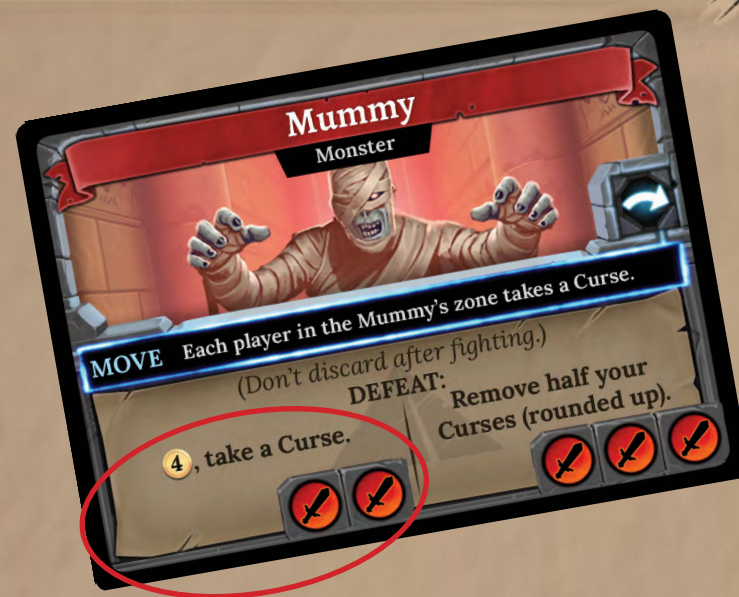 Mummy
Monster
MOVE Each player in the Mummy's zone takes a Curse.
(Don't discard after fighting.)
DEFEAT:
4, take a Curse.
Remove half your
Curses (rounded up).